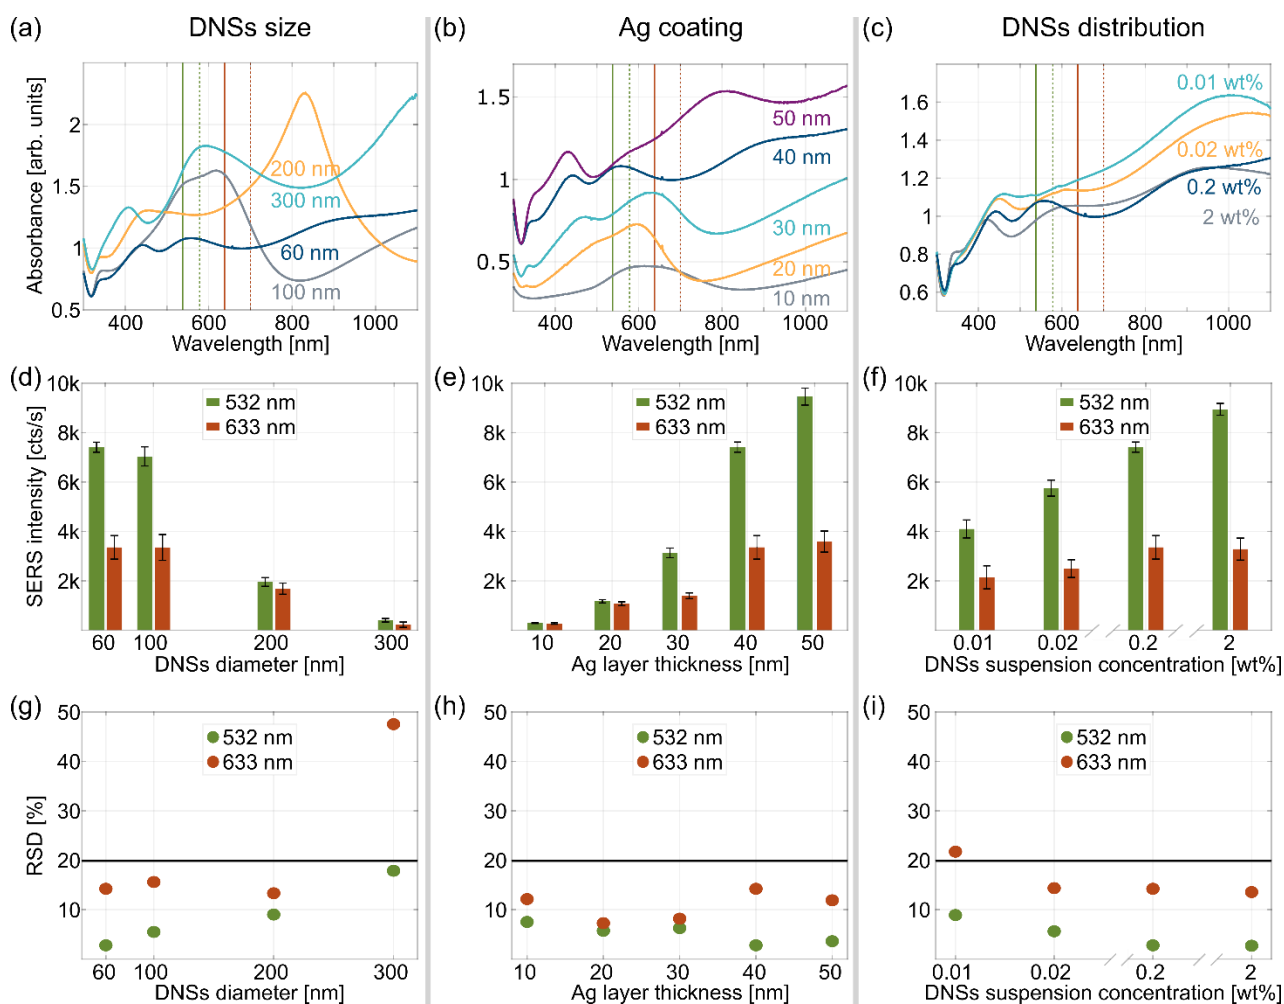 (a) DNSs size
(b) Ag coating
(c) DNSs distribution
Absorbance [arb. units]
2
1.5
1
0.5
200 nm
300 nm
60 nm
100 nm
400 600 800 1000
Wavelength [nm]
1.5
1
0.5
50 nm
40 nm
30 nm
20 nm
10 nm
400 600 800 1000
Wavelength [nm]
1.6
1.4
1.2
1
0.8
0.6
0.01 wt%
0.02 wt%
0.2 wt%
2 wt%
400 600 800 1000
Wavelength [nm]
(d)
SERS intensity [cts/s]
10k
8k
6k
4k
2k
532 nm
633 nm
60 100 200 300
DNSs diameter [nm]
(e)
10k
8k
6k
4k
2k
532 nm
633 nm
10 20 30 40 50
Ag layer thickness [nm]
(f)
10k
8k
6k
4k
2k
532 nm
633 nm
0.01 0.02 0.2 2
DNSs suspension concentration [wt%]
(g)
RSD [%]
50
40
30
20
10
532 nm
633 nm
60 100 200 300
DNSs diameter [nm]
(h)
50
40
30
20
10
532 nm
633 nm
10 20 30 40 50
Ag layer thickness [nm]
(i)
50
40
30
20
10
532 nm
633 nm
0.01 0.02 0.2 2
DNSs suspension concentration [wt%]